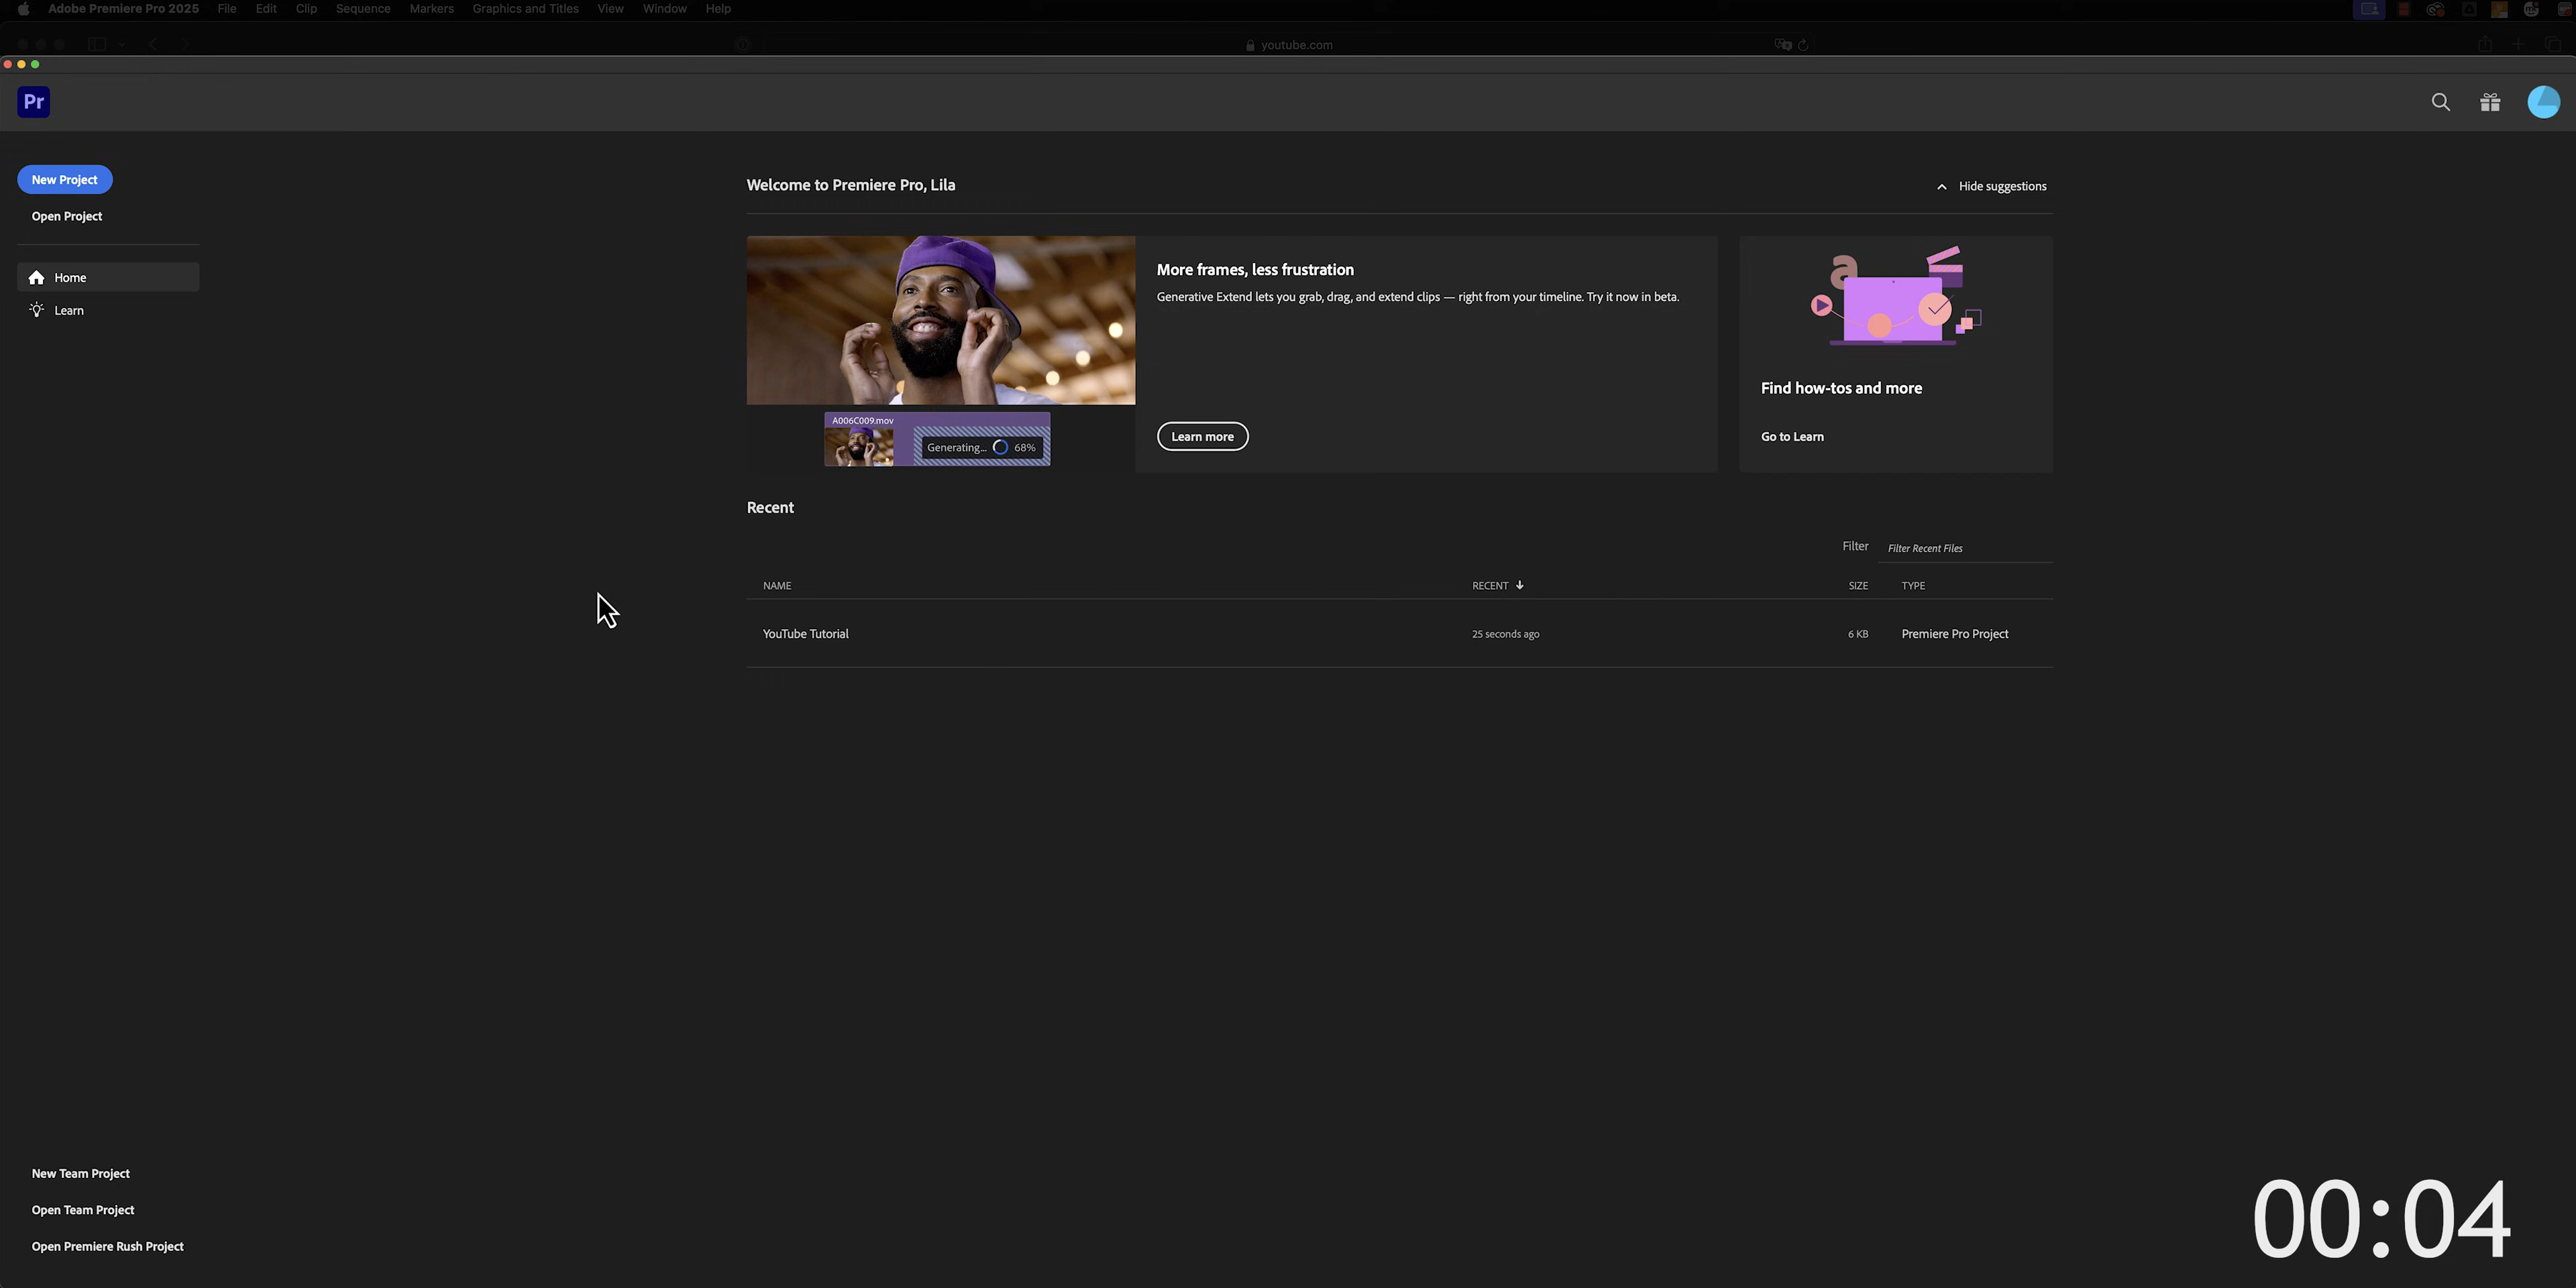 Adobe Premiere Pro 2025 File Edit Clip Sequence Markers Graphics and Titles View Window Help
youtube.com
Pr
New Project
Open Project
Home
Learn
Welcome to Premiere Pro, Lila
Hide suggestions
More frames, less frustration
Generative Extend lets you grab, drag, and extend clips — right from your timeline. Try it now in beta.
A006C009.mov
Generating... 68%
Learn more
a
Find how-tos and more
Go to Learn
Recent
Filter Filter Recent Files
NAME RECENT SIZE TYPE
YouTube Tutorial 25 seconds ago 6 KB Premiere Pro Project
New Team Project
Open Team Project
Open Premiere Rush Project
00:04